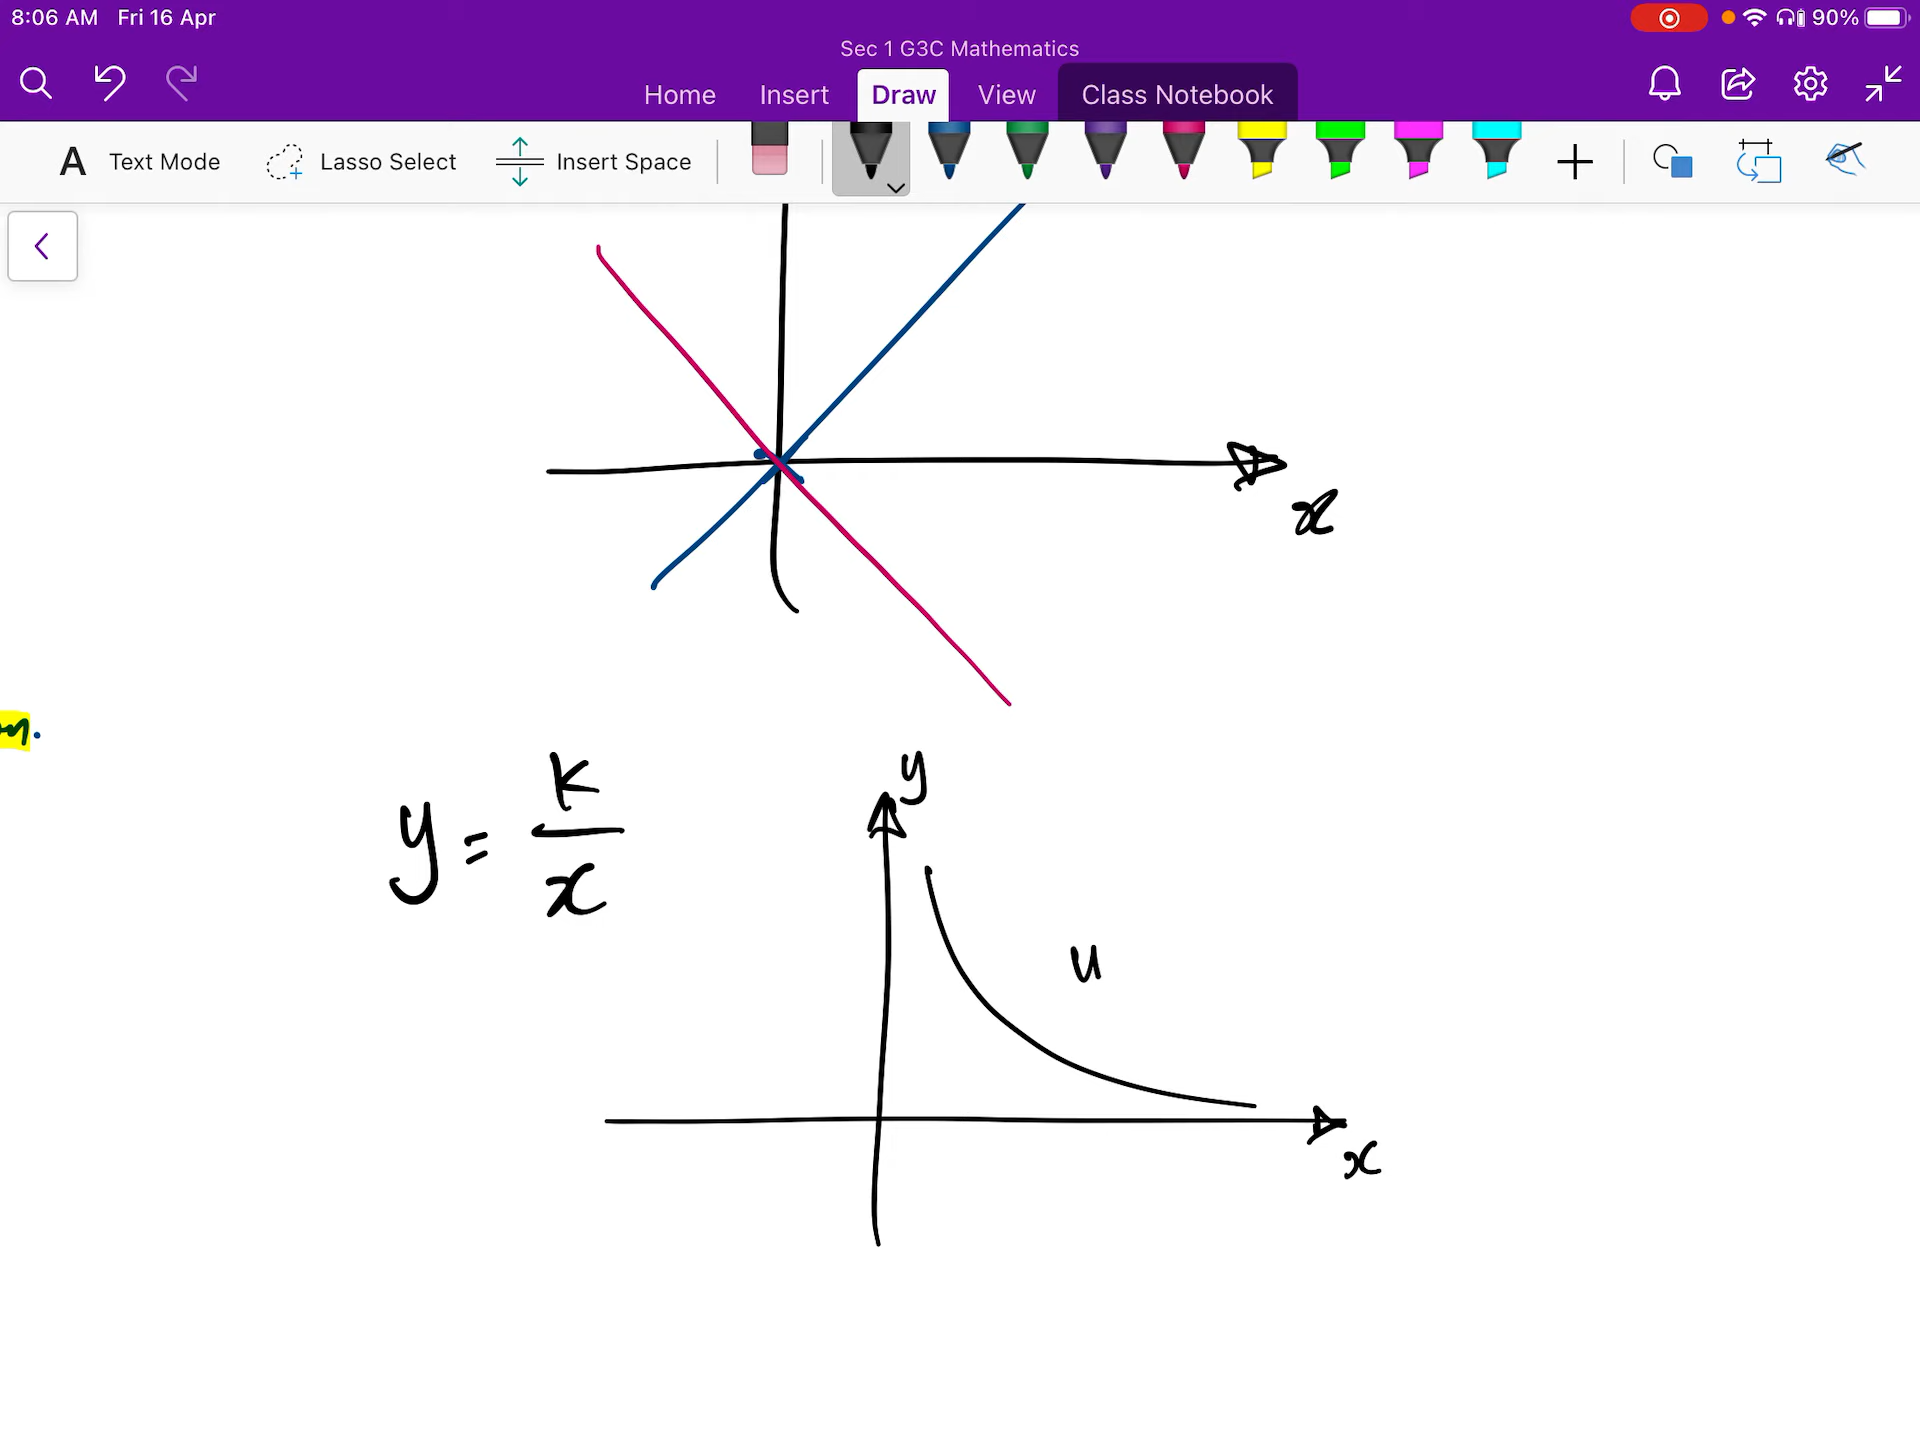 8:06 AM Fri 16 Apr
90%
Sec 1 G3C Mathematics
Home Insert Draw View Class Notebook
A Text Mode Lasso Select Insert Space
x
y = k/x
y
x